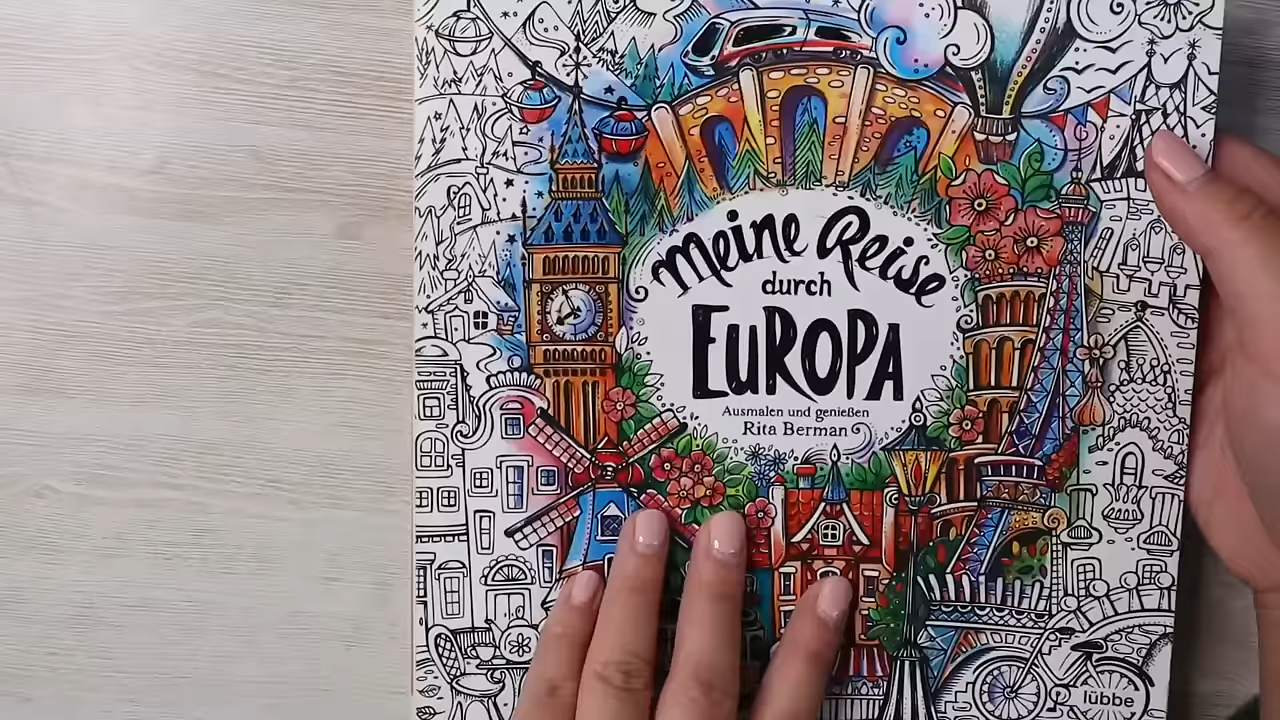 Meine Reise
durch
EuROPA
Ausmalen und genießen
Rita Berman
lübbe